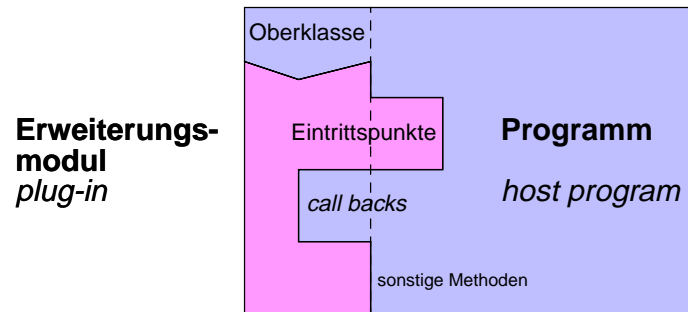 Oberklasse
Erweiterungs-
modul
plug-in
Eintrittspunkte
Programm
call backs
host program
sonstige Methoden